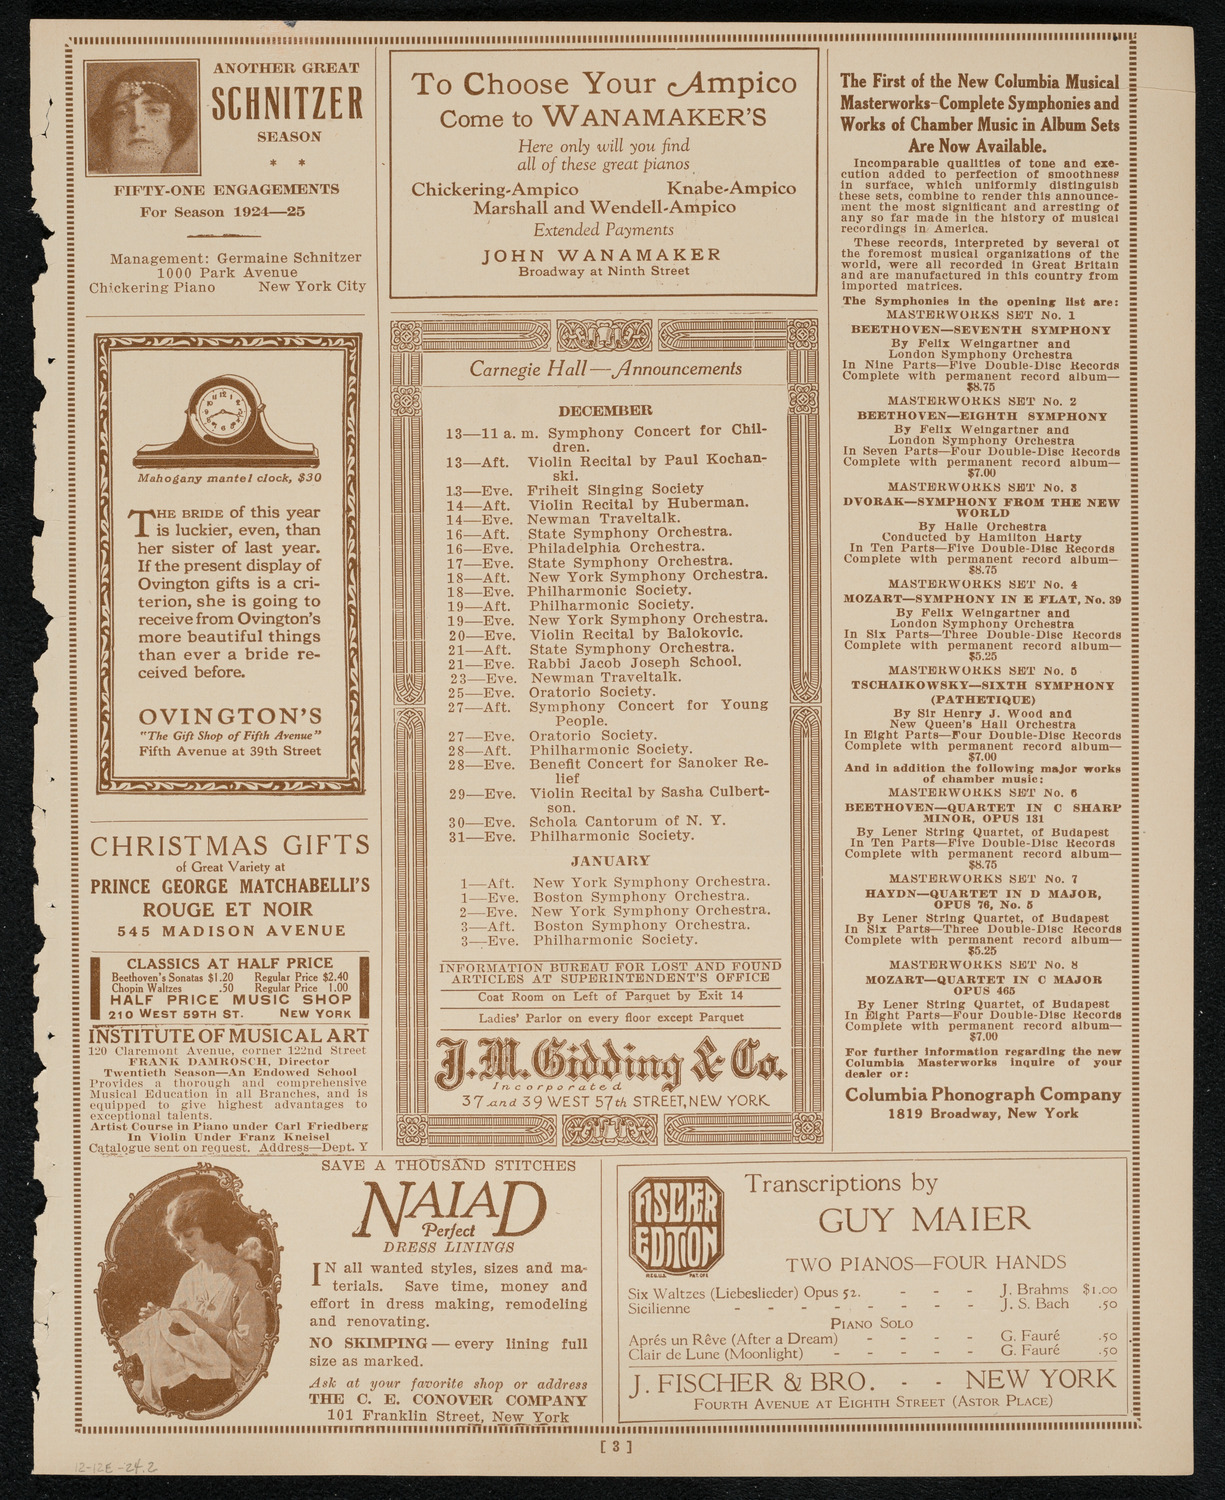 ANOTHER GREAT
SCHNITZER
SEASON
* *
FIFTY-ONE ENGAGEMENTS
For Season 1924—25
Management: Germaine Schnitzer
1000 Park Avenue
Chickering Piano New York City
Mahogany mantel clock, $30
THE BRIDE of this year
is luckier, even, than
her sister of last year.
If the present display of
Ovington gifts is a cri-
terion, she is going to
receive from Ovington's
more beautiful things
than ever a bride re-
ceived before.
OVINGTON'S
"The Gift Shop of Fifth Avenue"
Fifth Avenue at 39th Street
CHRISTMAS GIFTS
of Great Variety at
PRINCE GEORGE MATCHABELLI'S
ROUGE ET NOIR
545 MADISON AVENUE
CLASSICS AT HALF PRICE
Beethoven's Sonatas $1.20 Regular Price $2.40
Chopin Waltzes .50 Regular Price 1.00
HALF PRICE MUSIC SHOP
210 WEST 59TH ST. NEW YORK
INSTITUTE OF MUSICAL ART
120 Claremont Avenue, corner 122nd Street
FRANK DAMROSCH, Director
Twentieth Season—An Endowed School
Provides a thorough and comprehensive
Musical Education in all Branches, and is
equipped to give highest advantages to
exceptional talents.
Artist Course in Piano under Carl Friedberg
In Violin Under Franz Kneisel
Catalogue sent on request. Address—Dept. Y
To Choose Your Ampico
Come to WANAMAKER'S
Here only will you find
all of these great pianos
Chickering-Ampico Knabe-Ampico
Marshall and Wendell-Ampico
Extended Payments
JOHN WANAMAKER
Broadway at Ninth Street
Carnegie Hall—Announcements
DECEMBER
13—11 a. m. Symphony Concert for Chil-
dren.
13—Aft. Violin Recital by Paul Kochan-
ski.
13—Eve. Friheit Singing Society
14—Aft. Violin Recital by Huberman.
14—Eve. Newman Traveltalk.
16—Aft. State Symphony Orchestra.
16—Eve. Philadelphia Orchestra.
17—Eve. State Symphony Orchestra.
18—Aft. New York Symphony Orchestra.
18—Eve. Philharmonic Society.
19—Aft. Philharmonic Society.
19—Eve. New York Symphony Orchestra.
20—Eve. Violin Recital by Balokovic.
21—Aft. State Symphony Orchestra.
21—Eve. Rabbi Jacob Joseph School.
23—Eve. Newman Traveltalk.
25—Eve. Oratorio Society.
27—Aft. Symphony Concert for Young
People.
27—Eve. Oratorio Society.
28—Aft. Philharmonic Society.
28—Eve. Benefit Concert for Sanoker Re-
lief
29—Eve. Violin Recital by Sasha Culbert-
son.
30—Eve. Schola Cantorum of N. Y.
31—Eve. Philharmonic Society.
JANUARY
1—Aft. New York Symphony Orchestra.
1—Eve. Boston Symphony Orchestra.
2—Eve. New York Symphony Orchestra.
3—Aft. Boston Symphony Orchestra.
3—Eve. Philharmonic Society.
INFORMATION BUREAU FOR LOST AND FOUND
ARTICLES AT SUPERINTENDENT'S OFFICE
Coat Room on Left of Parquet by Exit 14
Ladies' Parlor on every floor except Parquet
J. M. Gidding & Co.
Incorporated
37 and 39 WEST 57th STREET, NEW YORK
The First of the New Columbia Musical
Masterworks—Complete Symphonies and
Works of Chamber Music in Album Sets
Are Now Available.
Incomparable qualities of tone and exe-
cution added to perfection of smoothness
in surface, which uniformly distinguish
these sets, combine to render this announce-
ment the most significant and arresting of
any so far made in the history of musical
recordings in America.
These records, interpreted by several of
the foremost musical organizations of the
world, were all recorded in Great Britain
and are manufactured in this country from
imported matrices.
The Symphonies in the opening list are:
MASTERWORKS SET No. 1
BEETHOVEN—SEVENTH SYMPHONY
By Felix Weingartner and
London Symphony Orchestra
In Nine Parts—Five Double-Disc Records
Complete with permanent record album—
$8.75
MASTERWORKS SET No. 2
BEETHOVEN—EIGHTH SYMPHONY
By Felix Weingartner and
London Symphony Orchestra
In Seven Parts—Four Double-Disc Records
Complete with permanent record album—
$7.00
MASTERWORKS SET No. 3
DVORAK—SYMPHONY FROM THE NEW
WORLD
By Halle Orchestra
Conducted by Hamilton Harty
In Ten Parts—Five Double-Disc Records
Complete with permanent record album—
$8.75
MASTERWORKS SET No. 4
MOZART—SYMPHONY IN E FLAT, No. 39
By Felix Weingartner and
London Symphony Orchestra
In Six Parts—Three Double-Disc Records
Complete with permanent record album—
$5.25
MASTERWORKS SET No. 5
TSCHAIKOWSKY—SIXTH SYMPHONY
(PATHETIQUE)
By Sir Henry J. Wood and
New Queen's Hall Orchestra
In Eight Parts—Four Double-Disc Records
Complete with permanent record album—
$7.00
And in addition the following major works
of chamber music:
MASTERWORKS SET No. 6
BEETHOVEN—QUARTET IN C SHARP
MINOR, OPUS 131
By Lener String Quartet, of Budapest
In Ten Parts—Five Double-Disc Records
Complete with permanent record album—
$8.75
MASTERWORKS SET No. 7
HAYDN—QUARTET IN D MAJOR,
OPUS 76, No. 5
By Lener String Quartet, of Budapest
In Six Parts—Three Double-Disc Records
Complete with permanent record album—
$5.25
MASTERWORKS SET No. 8
MOZART—QUARTET IN C MAJOR
OPUS 465
By Lener String Quartet, of Budapest
In Eight Parts—Four Double-Disc Records
Complete with permanent record album—
$7.00
For further information regarding the new
Columbia Masterworks inquire of your
dealer or:
Columbia Phonograph Company
1819 Broadway, New York
SAVE A THOUSAND STITCHES
NAIAD
Perfect
DRESS LININGS
IN all wanted styles, sizes and ma-
terials. Save time, money and
effort in dress making, remodeling
and renovating.
NO SKIMPING—every lining full
size as marked.
Ask at your favorite shop or address
THE C. E. CONOVER COMPANY
101 Franklin Street, New York
FISCHER
EDITION
REG. U.S. PAT. OFF.
Transcriptions by
GUY MAIER
TWO PIANOS—FOUR HANDS
Six Waltzes (Liebeslieder) Opus 52. - - - J. Brahms $1.00
Sicilienne - - - - - - - - J. S. Bach .50
PIANO SOLO
Aprés un Rêve (After a Dream) - - - - G. Fauré .50
Clair de Lune (Moonlight) - - - - - G. Fauré .50
J. FISCHER & BRO. - - NEW YORK
FOURTH AVENUE AT EIGHTH STREET (ASTOR PLACE)
[ 3 ]
12-12E-24.2